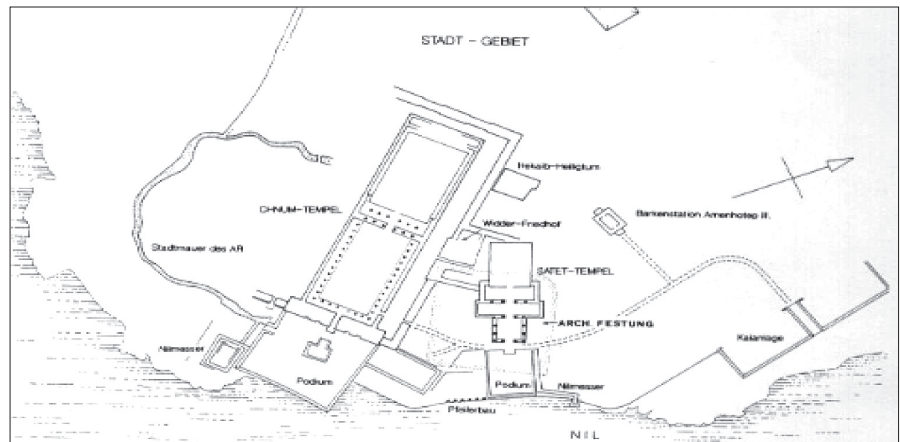 STADT - GEBIET
Hekaib-Heiligtum
CHNUM-TEMPEL
Widder-Friedhof
Barkenstation Amenhotep III.
Stadtmauer des AR
SATET-TEMPEL
ARCH. FESTUNG
Kaianlage
Nilmesser
Podium
Podium
Nilmesser
Pfeilerbau
NIL